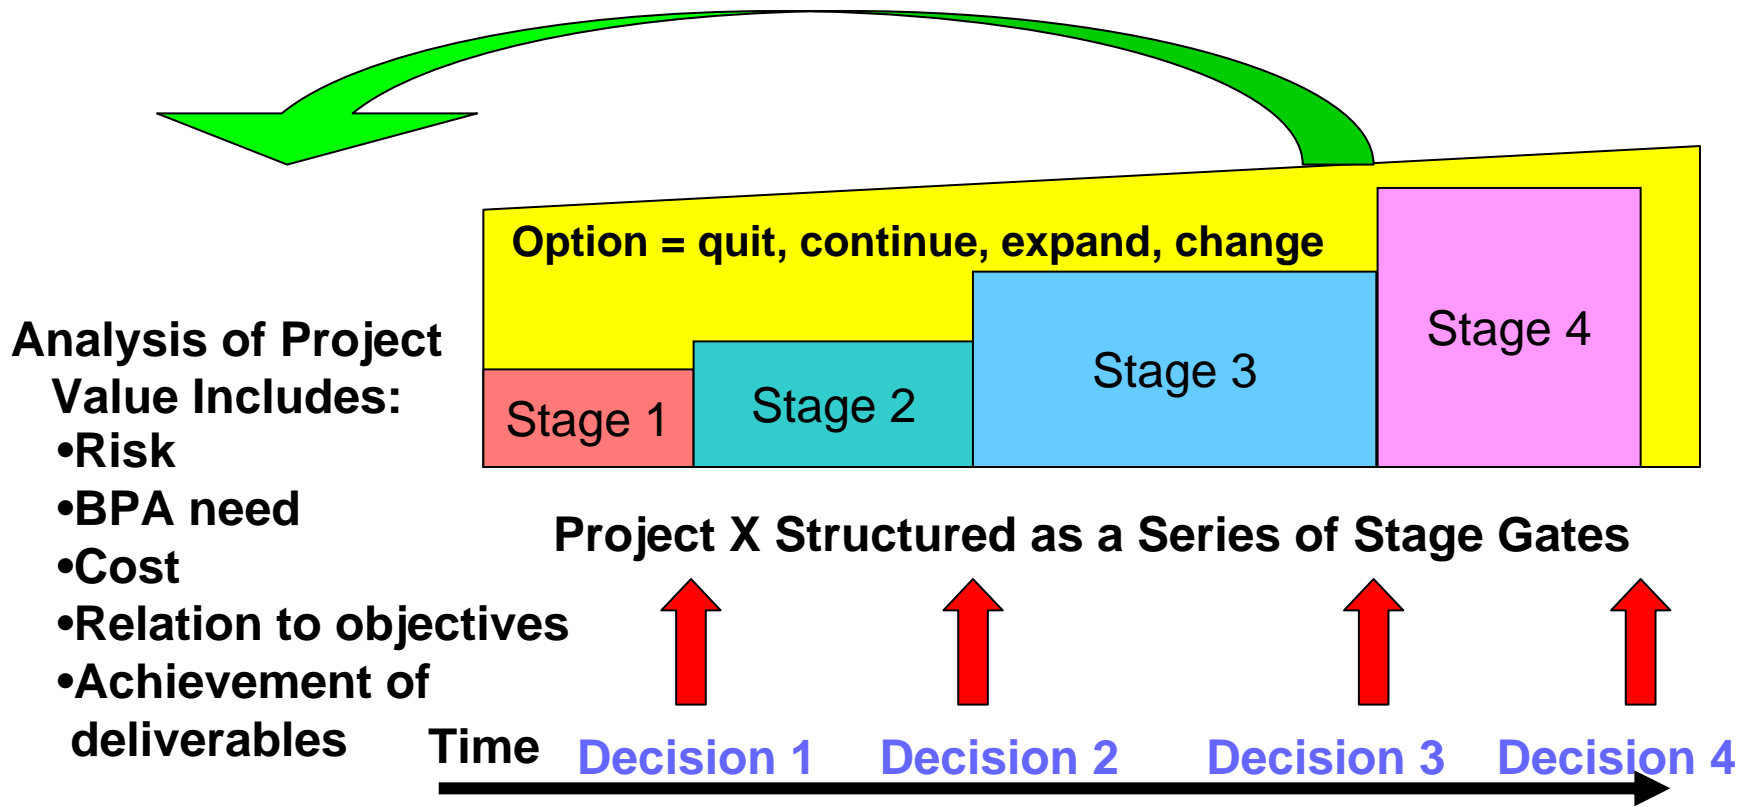 Option = quit, continue, expand, change
Stage 1
Stage 2
Stage 3
Stage 4
Analysis of Project
Value Includes:
•Risk
•BPA need
•Cost
•Relation to objectives
•Achievement of
deliverables
Project X Structured as a Series of Stage Gates
Time
Decision 1
Decision 2
Decision 3
Decision 4